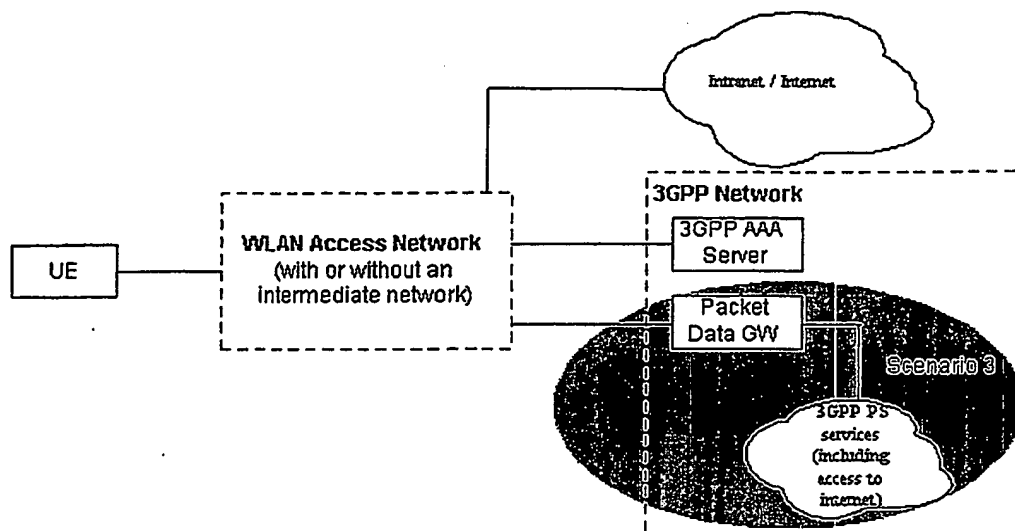 Intranet / Internet
3GPP Network
3GPP AAA
Server
WLAN Access Network
(with or without an
intermediate network)
UE
Packet
Data GW
Scenario 3
3GPP PS
services
(including
access to
internet)